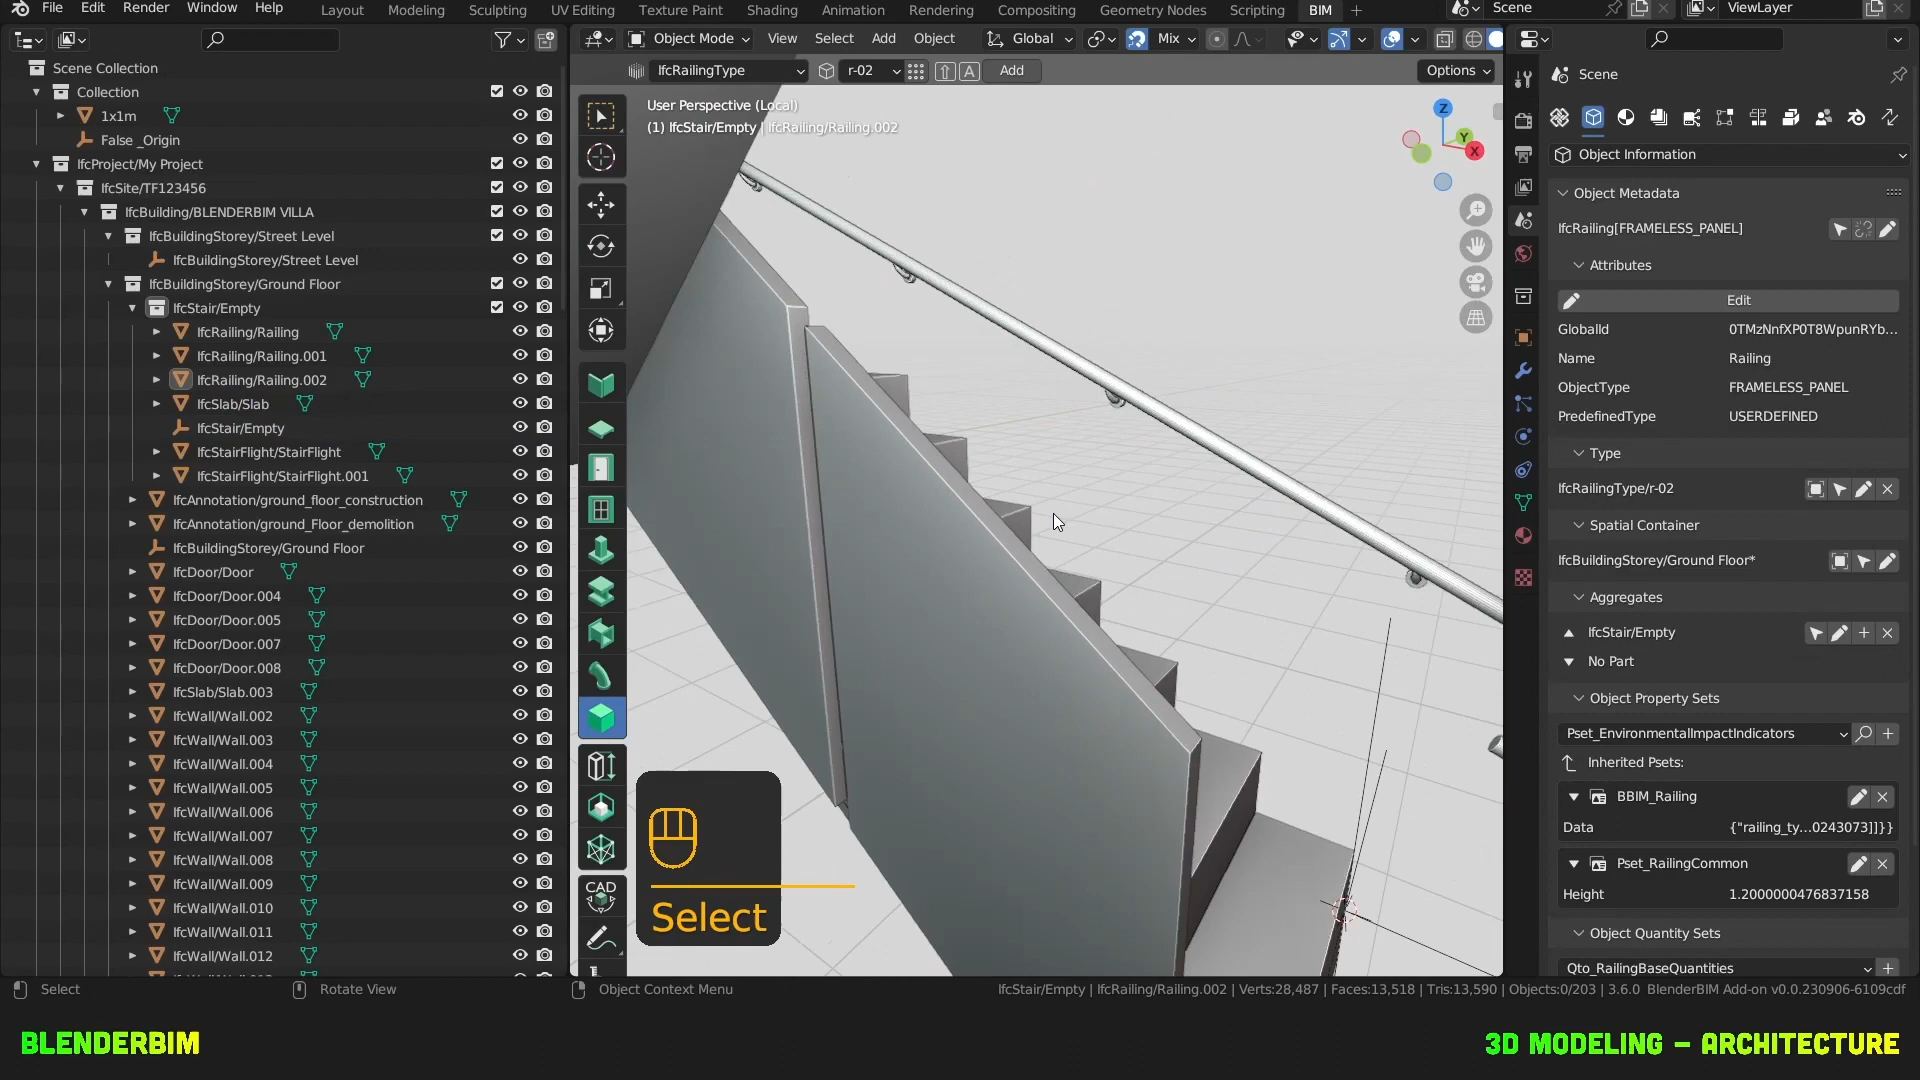 File Edit Render Window Help Layout Modeling Sculpting UV Editing Texture Paint Shading Animation Rendering Compositing Geometry Nodes Scripting BIM + Scene ViewLayer
Object Mode View Select Add Object Global Mix
IfcRailingType r-02 A Add Options
Scene Collection
Collection
1x1m
False _Origin
IfcProject/My Project
IfcSite/TF123456
IfcBuilding/BLENDERBIM VILLA
IfcBuildingStorey/Street Level
IfcBuildingStorey/Street Level
IfcBuildingStorey/Ground Floor
IfcStair/Empty
IfcRailing/Railing
IfcRailing/Railing.001
IfcRailing/Railing.002
IfcSlab/Slab
IfcStair/Empty
IfcStairFlight/StairFlight
IfcStairFlight/StairFlight.001
IfcAnnotation/ground_floor_construction
IfcAnnotation/ground_Floor_demolition
IfcBuildingStorey/Ground Floor
IfcDoor/Door
IfcDoor/Door.004
IfcDoor/Door.005
IfcDoor/Door.007
IfcDoor/Door.008
IfcSlab/Slab.003
IfcWall/Wall.002
IfcWall/Wall.003
IfcWall/Wall.004
IfcWall/Wall.005
IfcWall/Wall.006
IfcWall/Wall.007
IfcWall/Wall.008
IfcWall/Wall.009
IfcWall/Wall.010
IfcWall/Wall.011
IfcWall/Wall.012
User Perspective (Local)
(1) IfcStair/Empty | IfcRailing/Railing.002
Z
Y
X
CAD
Select
Scene
Object Information
Object Metadata
IfcRailing[FRAMELESS_PANEL]
Attributes
Edit
GlobalId 0TMzNnfXP0T8WpunRYb...
Name Railing
ObjectType FRAMELESS_PANEL
PredefinedType USERDEFINED
Type
IfcRailingType/r-02
Spatial Container
IfcBuildingStorey/Ground Floor*
Aggregates
IfcStair/Empty
No Part
Object Property Sets
Pset_EnvironmentalImpactIndicators
Inherited Psets:
BBIM_Railing
Data {"railing_ty...0243073]]}}
Pset_RailingCommon
Height 1.2000000476837158
Object Quantity Sets
Qto_RailingBaseQuantities
Select Rotate View Object Context Menu IfcStair/Empty | IfcRailing/Railing.002 | Verts:28,487 | Faces:13,518 | Tris:13,590 | Objects:0/203 | 3.6.0 BlenderBIM Add-on v0.0.230906-6109cdf
BLENDERBIM
3D MODELING - ARCHITECTURE